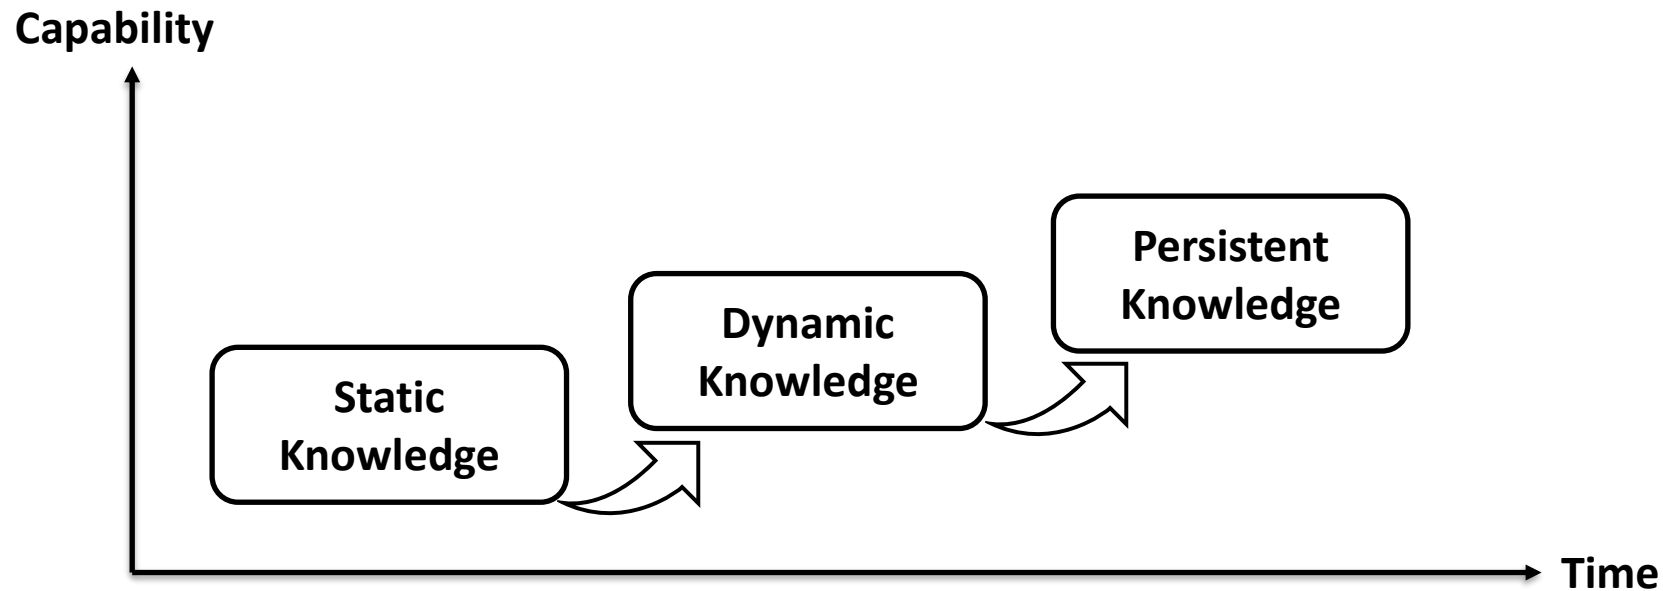 Capability
Persistent
Knowledge
Dynamic
Knowledge
Static
Knowledge
Time